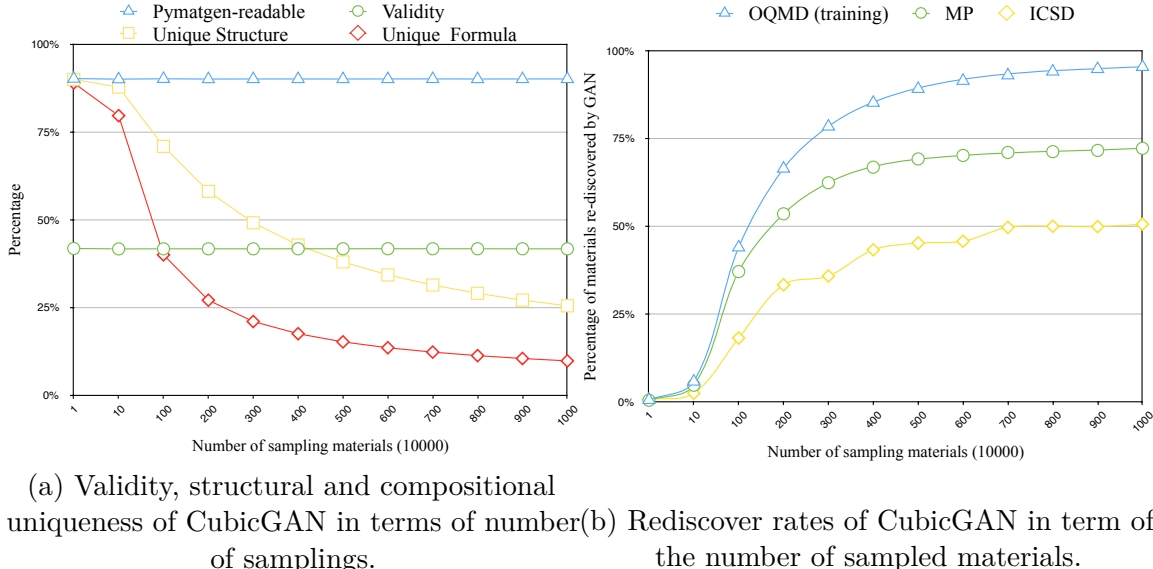 Pymatgen-readable
Validity
Unique Structure
Unique Formula
100%
75%
50%
25%
0%
Percentage
1
10
100
200
300
400
500
600
700
800
900
1000
Number of sampling materials (10000)
(a) Validity, structural and compositional
uniqueness of CubicGAN in terms of number
of samplings.
OQMD (training)
MP
ICSD
100%
75%
50%
25%
0%
Percentage of materials re-discovered by GAN
1
10
100
200
300
400
500
600
700
800
900
1000
Number of sampling materials (10000)
(b) Rediscover rates of CubicGAN in term of
the number of sampled materials.